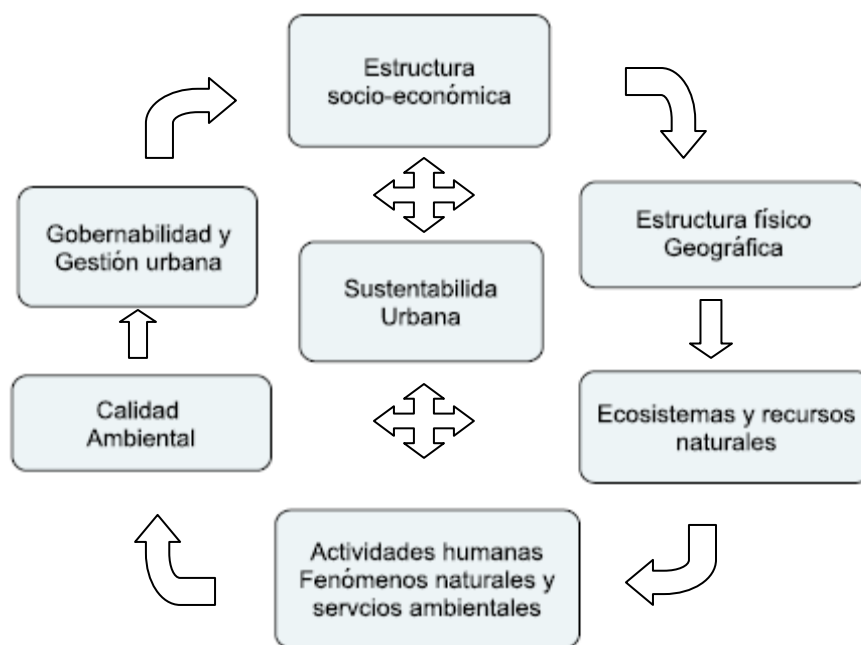 Estructura
socio-económica
Gobernabilidad y
Gestión urbana
Estructura físico
Geográfica
Sustentabilida
Urbana
Calidad
Ambiental
Ecosistemas y recursos
naturales
Actividades humanas
Fenómenos naturales y
servcios ambientales